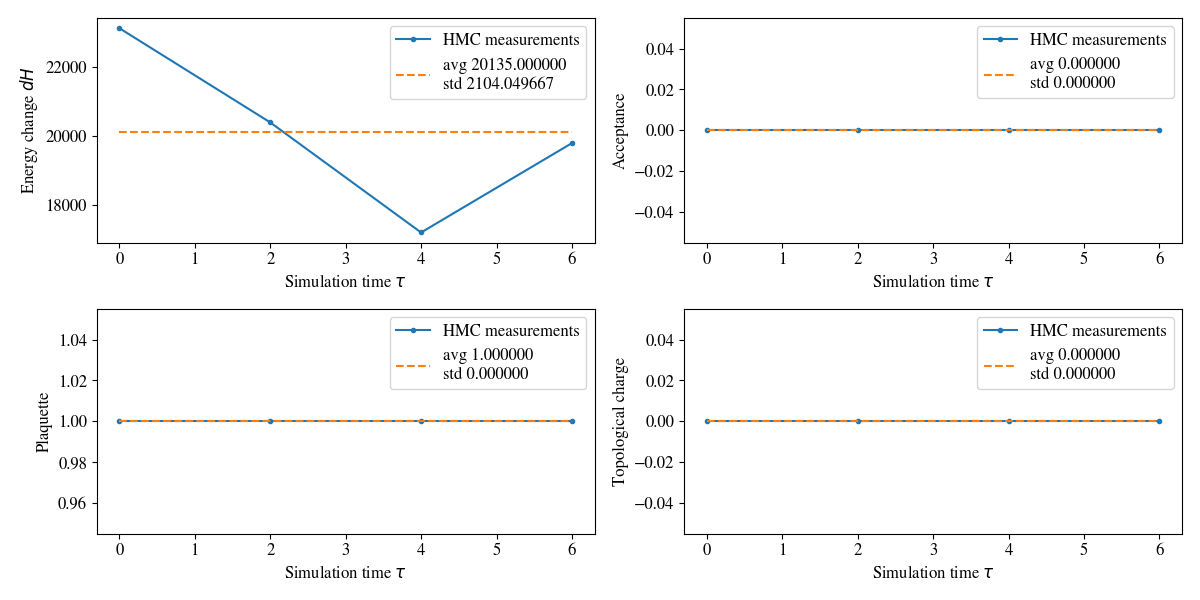 Energy change dH
22000
20000
18000
HMC measurements
avg 20135.000000
std 2104.049667
0 1 2 3 4 5 6
Simulation time τ
Acceptance
0.04
0.02
0.00
−0.02
−0.04
HMC measurements
avg 0.000000
std 0.000000
0 1 2 3 4 5 6
Simulation time τ
Plaquette
1.04
1.02
1.00
0.98
0.96
HMC measurements
avg 1.000000
std 0.000000
0 1 2 3 4 5 6
Simulation time τ
Topological charge
0.04
0.02
0.00
−0.02
−0.04
HMC measurements
avg 0.000000
std 0.000000
0 1 2 3 4 5 6
Simulation time τ